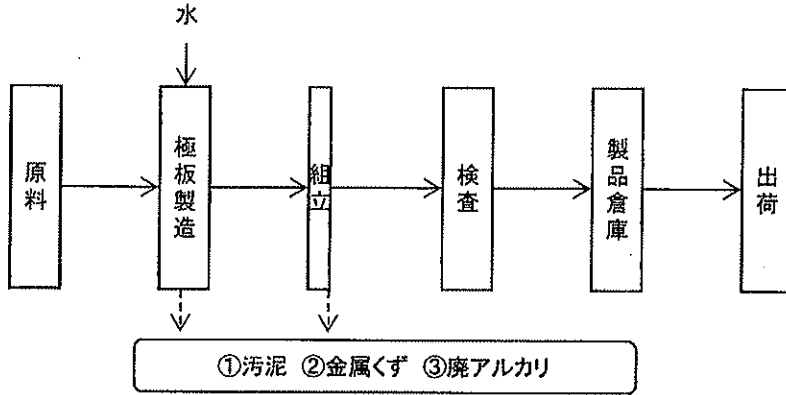 水
原料
極板製造
組立
検査
製品倉庫
出荷
①汚泥 ②金属くず ③廃アルカリ